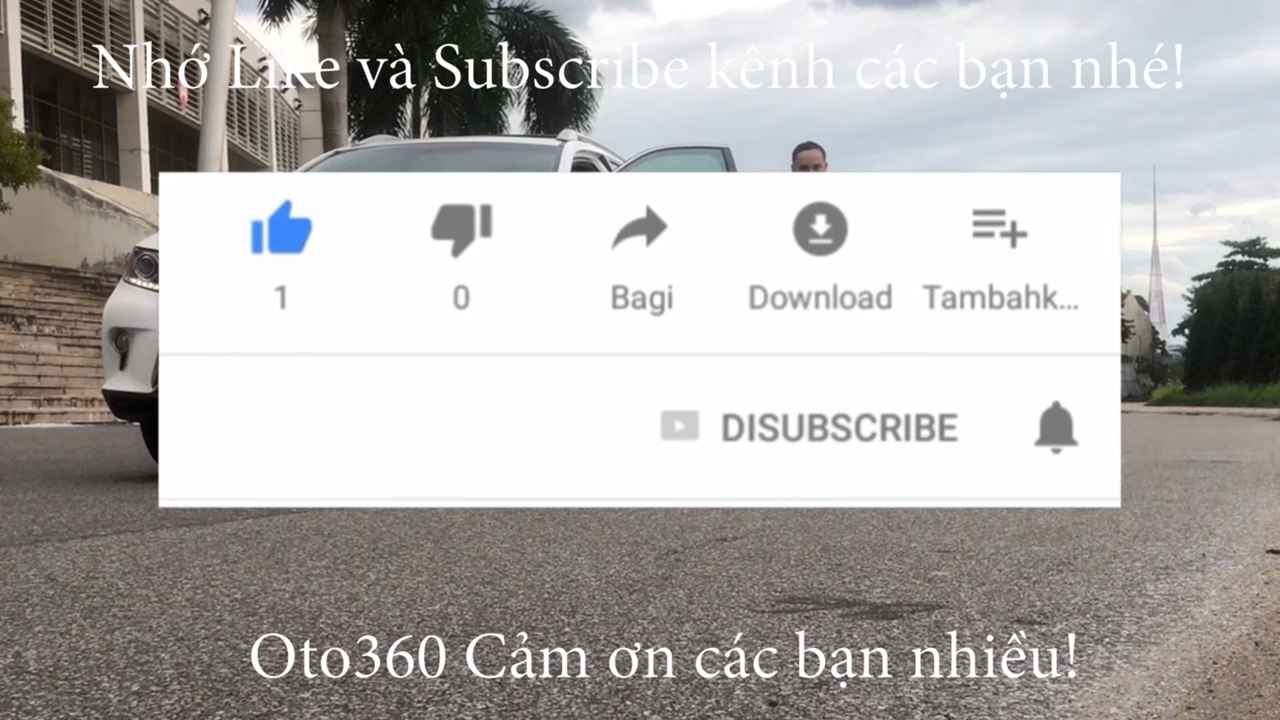 Nhớ Like và Subscribe kênh các bạn nhé!
1 0 Bagi Download Tambahk...
DISUBSCRIBE
Oto360 Cảm ơn các bạn nhiều!